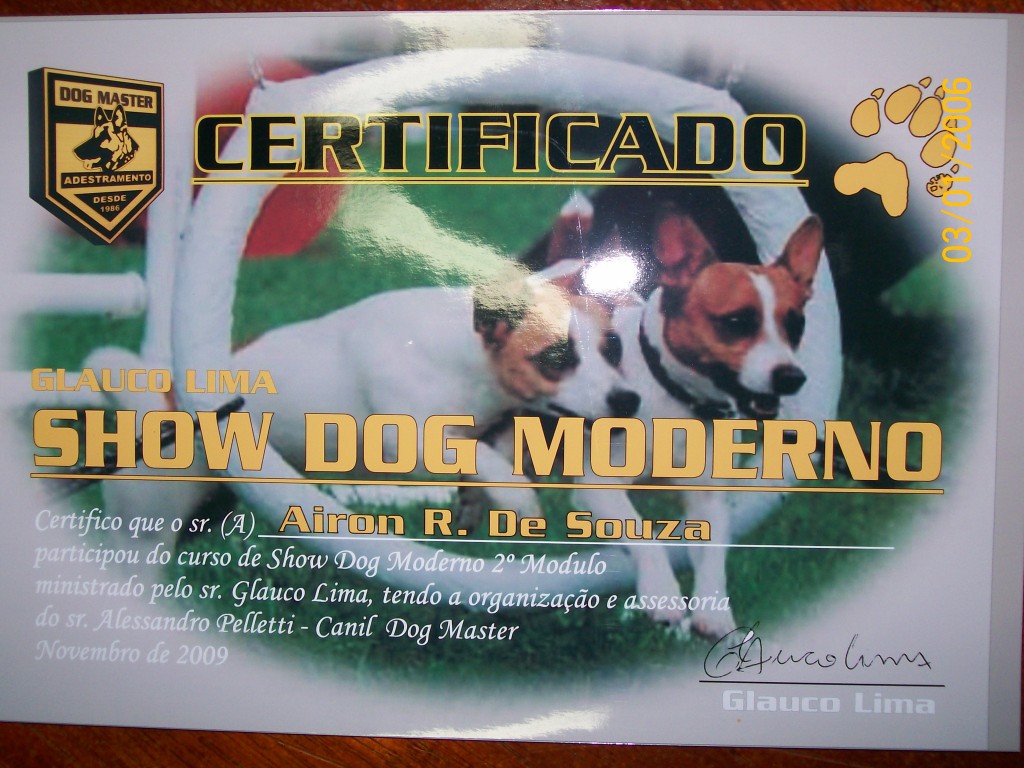 DOG MASTER
ADESTRAMENTO
DESDE
1986
CERTIFICADO
03/01/2006
GLAUCO LIMA
SHOW DOG MODERNO
Certifico que o sr. (A) Airon R. De Souza
participou do curso de Show Dog Moderno 2º Modulo
ministrado pelo sr. Glauco Lima, tendo a organização e assessoria
do sr. Alessandro Pelletti - Canil Dog Master
Novembro de 2009
Glauco Lima
Glauco Lima